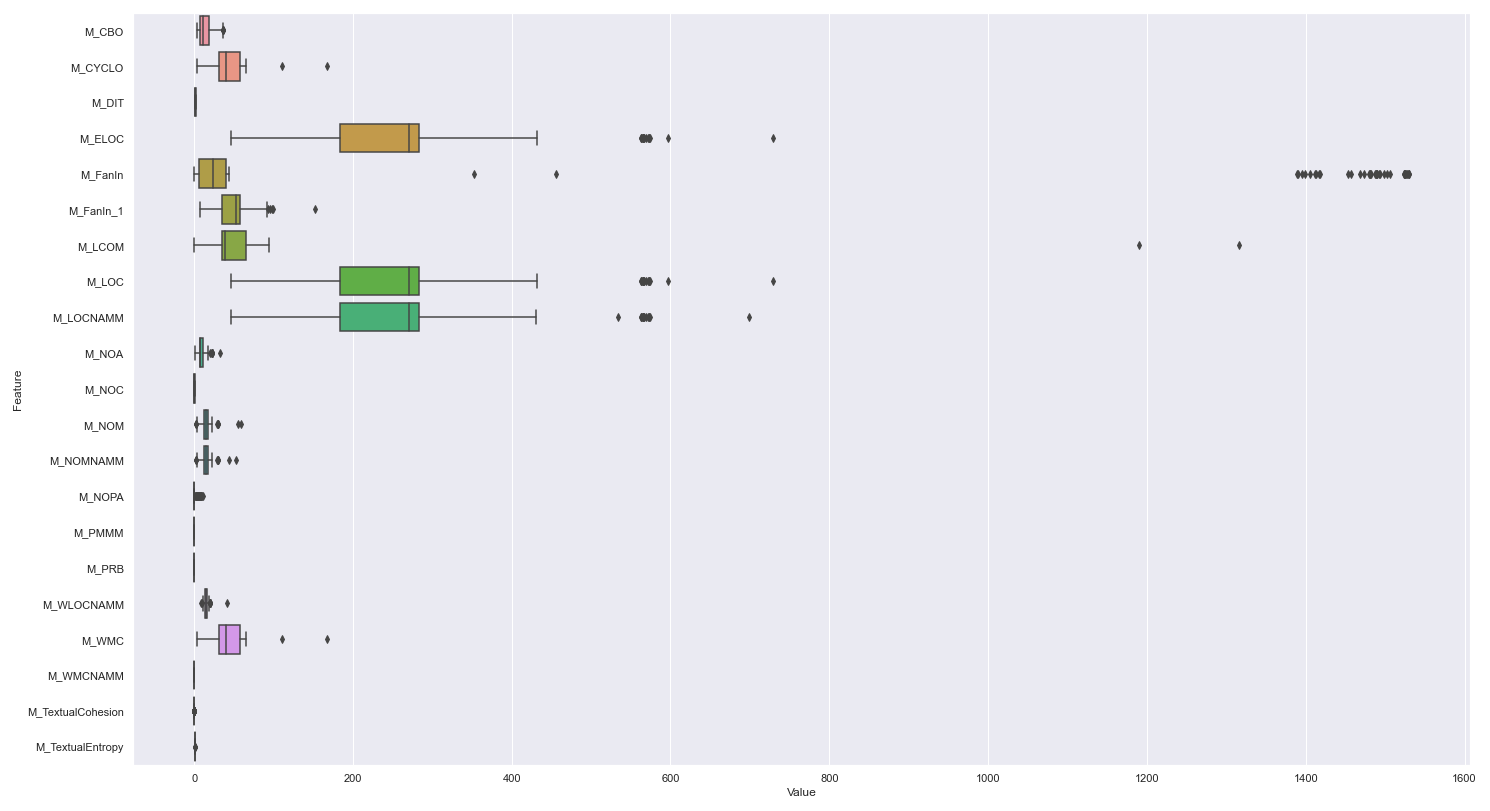 M_CBO
M_CYCLO
M_DIT
M_ELOC
M_FanIn
M_FanIn_1
M_LCOM
M_LOC
M_LOCNAMM
M_NOA
M_NOC
M_NOM
M_NOMNAMM
M_NOPA
M_PMMM
M_PRB
M_WLOCNAMM
M_WMC
M_WMCNAMM
M_TextualCohesion
M_TextualEntropy
Feature
0 200 400 600 800 1000 1200 1400 1600
Value